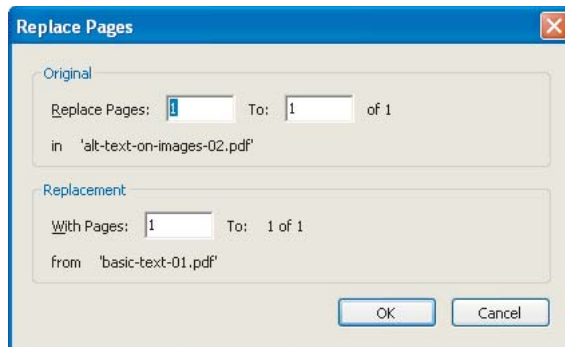 Replace Pages
Original
Replace Pages: 1 To: 1 of 1
in 'alt-text-on-images-02.pdf'
Replacement
With Pages: 1 To: 1 of 1
from 'basic-text-01.pdf'
OK Cancel